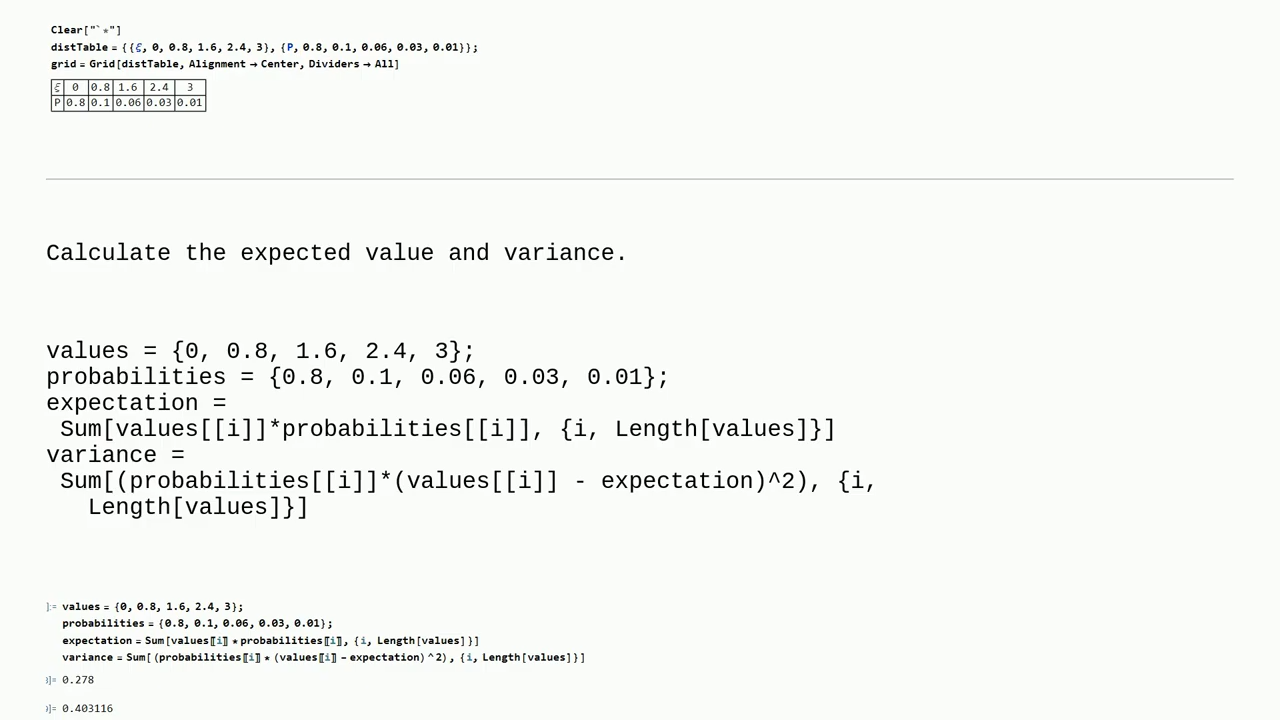 Clear["`*"]
distTable = {{ξ, 0, 0.8, 1.6, 2.4, 3}, {P, 0.8, 0.1, 0.06, 0.03, 0.01}};
grid = Grid[distTable, Alignment → Center, Dividers → All]
ξ 0 0.8 1.6 2.4 3
P 0.8 0.1 0.06 0.03 0.01
Calculate the expected value and variance.
values = {0, 0.8, 1.6, 2.4, 3};
probabilities = {0.8, 0.1, 0.06, 0.03, 0.01};
expectation =
Sum[values[[i]]*probabilities[[i]], {i, Length[values]}]
variance =
Sum[(probabilities[[i]]*(values[[i]] - expectation)^2), {i,
Length[values]}]
]:= values = {0, 0.8, 1.6, 2.4, 3};
probabilities = {0.8, 0.1, 0.06, 0.03, 0.01};
expectation = Sum[values〚i〛 * probabilities〚i〛, {i, Length[values]}]
variance = Sum[(probabilities〚i〛 * (values〚i〛 - expectation)^2), {i, Length[values]}]
]= 0.278
]= 0.403116